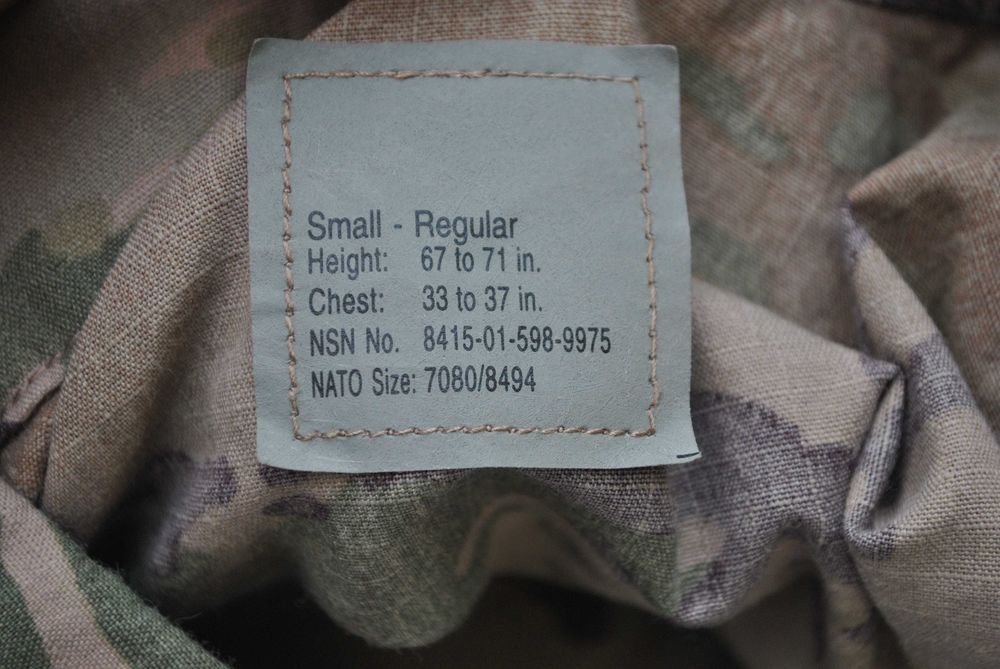 Small - Regular
Height: 67 to 71 in.
Chest: 33 to 37 in.
NSN No. 8415-01-598-9975
NATO Size: 7080/8494